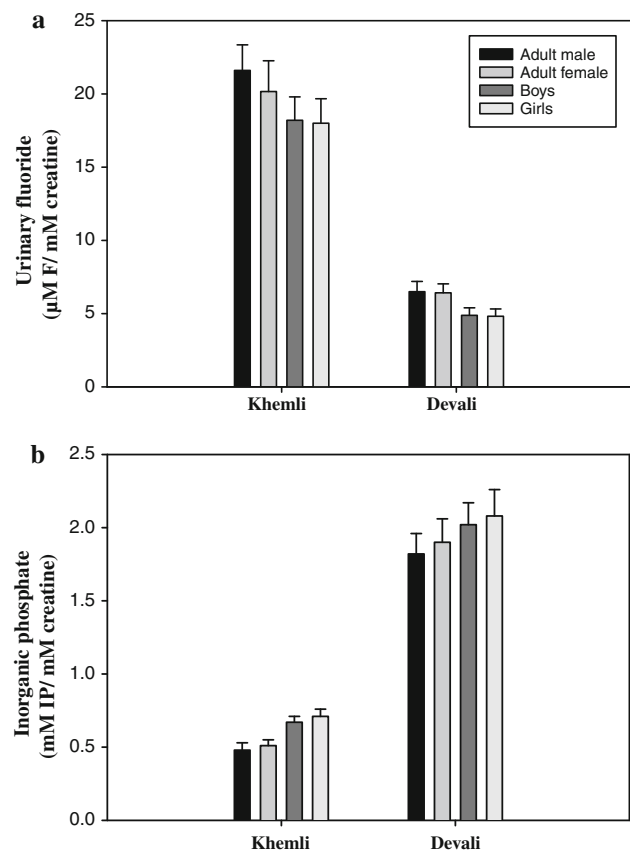 a
25
20
15
10
5
0
Urinary fluoride
(µM F/ mM creatine)
Adult male
Adult female
Boys
Girls
Khemli Devali
b
2.5
2.0
1.5
1.0
0.5
0.0
Inorganic phosphate
(mM IP/ mM creatine)
Khemli Devali